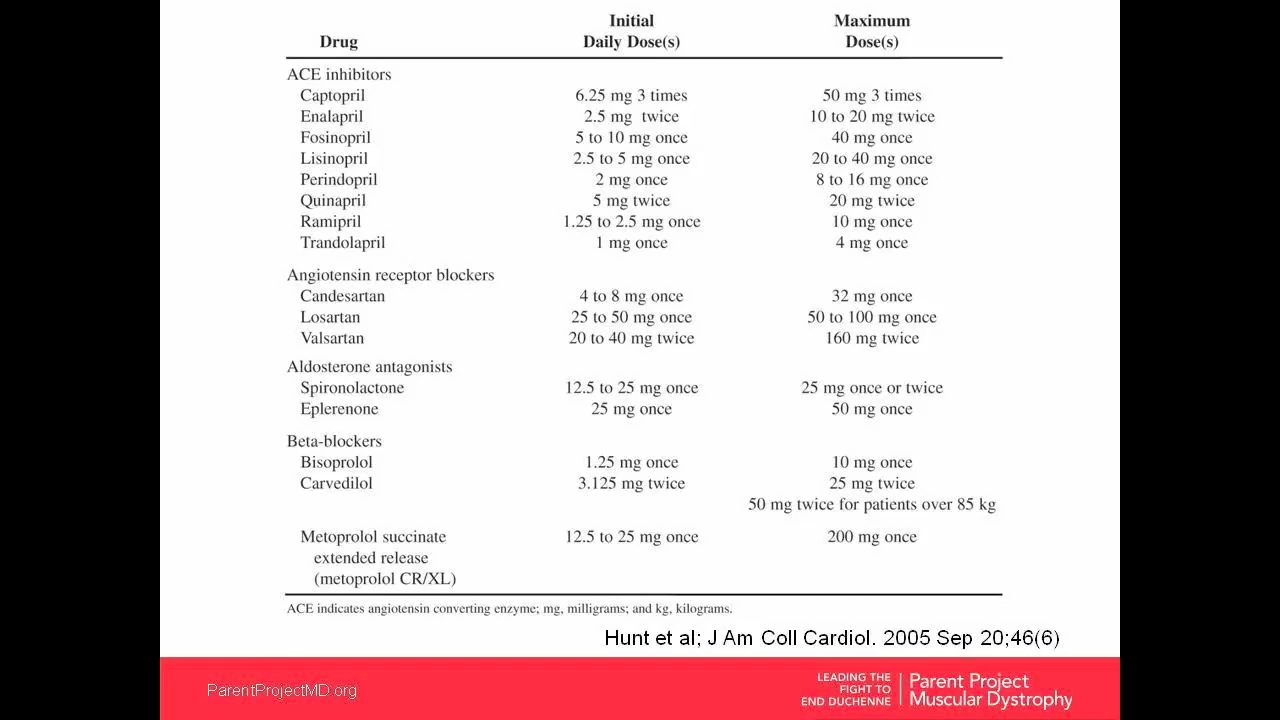 Initial Maximum
Drug Daily Dose(s) Dose(s)
ACE inhibitors
Captopril 6.25 mg 3 times 50 mg 3 times
Enalapril 2.5 mg twice 10 to 20 mg twice
Fosinopril 5 to 10 mg once 40 mg once
Lisinopril 2.5 to 5 mg once 20 to 40 mg once
Perindopril 2 mg once 8 to 16 mg once
Quinapril 5 mg twice 20 mg twice
Ramipril 1.25 to 2.5 mg once 10 mg once
Trandolapril 1 mg once 4 mg once
Angiotensin receptor blockers
Candesartan 4 to 8 mg once 32 mg once
Losartan 25 to 50 mg once 50 to 100 mg once
Valsartan 20 to 40 mg twice 160 mg twice
Aldosterone antagonists
Spironolactone 12.5 to 25 mg once 25 mg once or twice
Eplerenone 25 mg once 50 mg once
Beta-blockers
Bisoprolol 1.25 mg once 10 mg once
Carvedilol 3.125 mg twice 25 mg twice
50 mg twice for patients over 85 kg
Metoprolol succinate 12.5 to 25 mg once 200 mg once
extended release
(metoprolol CR/XL)
ACE indicates angiotensin converting enzyme; mg, milligrams; and kg, kilograms.
Hunt et al; J Am Coll Cardiol. 2005 Sep 20;46(6)
ParentProjectMD.org
LEADING THE
FIGHT TO
END DUCHENNE
Parent Project
Muscular Dystrophy